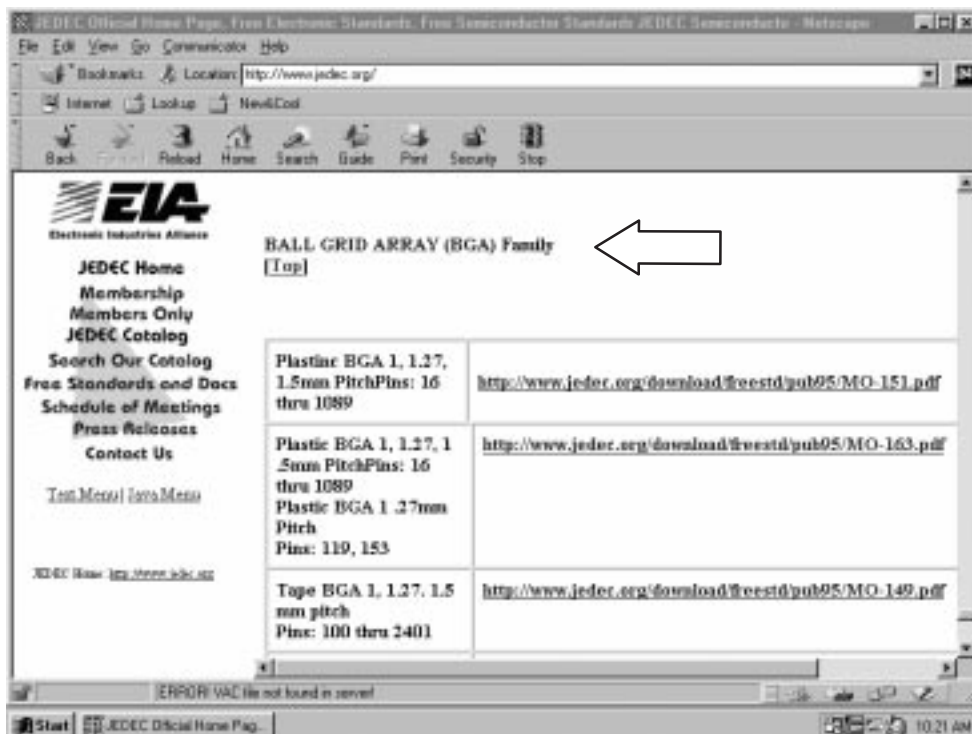 JEDEC Official Home Page, Free Electronic Standards, Free Semiconductor Standards JEDEC Semiconducto - Netscape
File Edit View Go Communicator Help
Bookmarks Location: http://www.jedec.org/
Internet Lookup New&Cool
Back Reload Home Search Guide Print Security Stop
EIA
Electronic Industries Alliance
JEDEC Home
Membership
Members Only
JEDEC Catalog
Search Our Catalog
Free Standards and Docs
Schedule of Meetings
Press Releases
Contact Us
Text Menu | Java Menu
JEDEC Home: http://www.jedec.org
BALL GRID ARRAY (BGA) Family
[Top]
Plastinc BGA 1, 1.27,
1.5mm PitchPins: 16
thru 1089
http://www.jedec.org/download/freestd/pub95/MO-151.pdf
Plastic BGA 1, 1.27, 1
.5mm PitchPins: 16
thru 1089
Plastic BGA 1 .27mm
Pitch
Pins: 119, 153
http://www.jedec.org/download/freestd/pub95/MO-163.pdf
Tape BGA 1, 1.27, 1.5
mm pitch
Pins: 100 thru 2401
http://www.jedec.org/download/freestd/pub95/MO-149.pdf
ERROR! VAC file not found in server!
Start JEDEC Official Home Pag... 10:21 AM